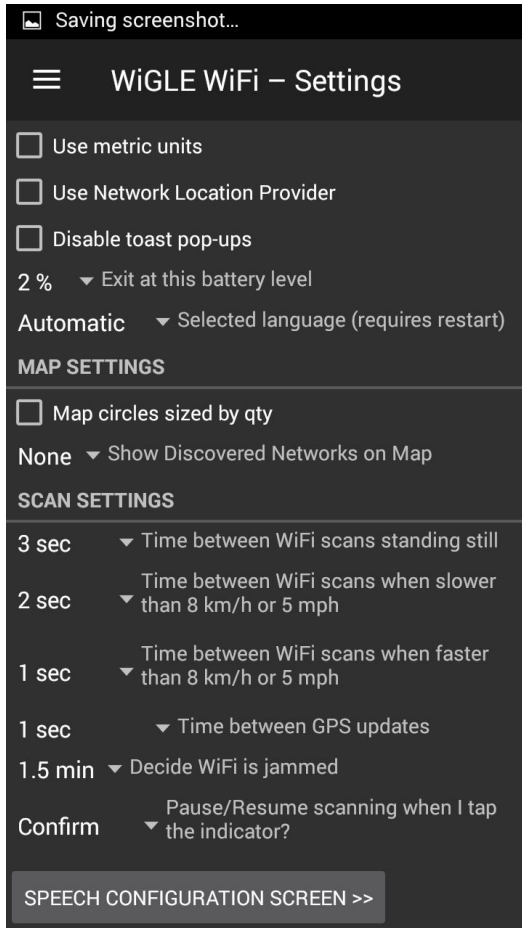 Saving screenshot...
WiGLE WiFi – Settings
Use metric units
Use Network Location Provider
Disable toast pop-ups
2 % Exit at this battery level
Automatic Selected language (requires restart)
MAP SETTINGS
Map circles sized by qty
None Show Discovered Networks on Map
SCAN SETTINGS
3 sec Time between WiFi scans standing still
2 sec Time between WiFi scans when slower
than 8 km/h or 5 mph
1 sec Time between WiFi scans when faster
than 8 km/h or 5 mph
1 sec Time between GPS updates
1.5 min Decide WiFi is jammed
Confirm Pause/Resume scanning when I tap
the indicator?
SPEECH CONFIGURATION SCREEN >>